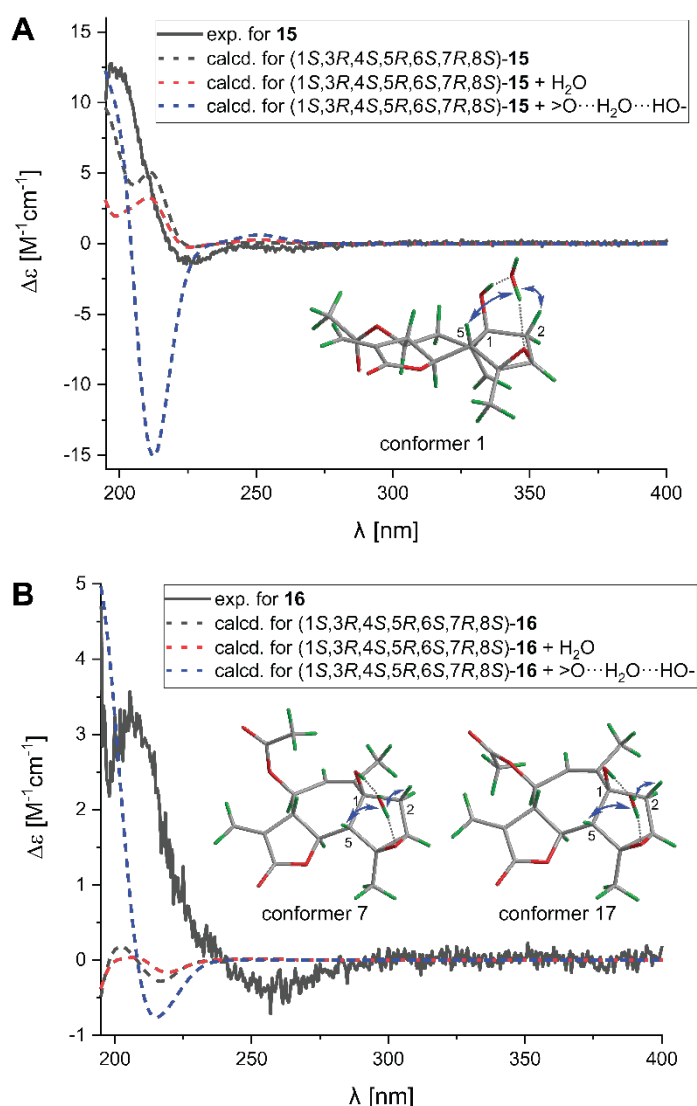 A
exp. for 15
calcd. for (1S,3R,4S,5R,6S,7R,8S)-15
calcd. for (1S,3R,4S,5R,6S,7R,8S)-15 + H₂O
calcd. for (1S,3R,4S,5R,6S,7R,8S)-15 + >O···H₂O···HO-
Δε [M⁻¹cm⁻¹]
15
10
5
0
-5
-10
-15
5
1
2
conformer 1
200 250 300 350 400
λ [nm]
B
exp. for 16
calcd. for (1S,3R,4S,5R,6S,7R,8S)-16
calcd. for (1S,3R,4S,5R,6S,7R,8S)-16 + H₂O
calcd. for (1S,3R,4S,5R,6S,7R,8S)-16 + >O···H₂O···HO-
Δε [M⁻¹cm⁻¹]
5
4
3
2
1
0
-1
1 2 1 2
5 5
conformer 7 conformer 17
200 250 300 350 400
λ [nm]